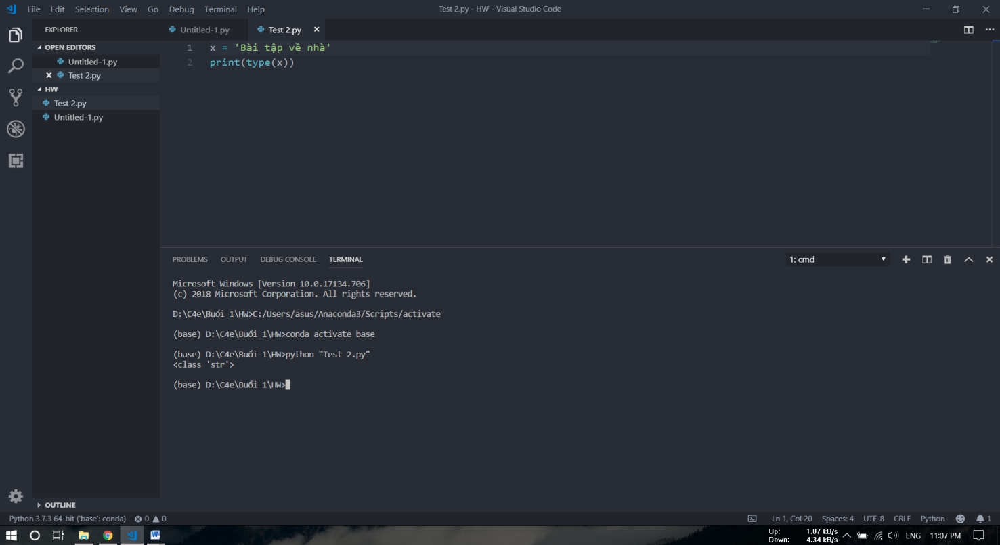 File Edit Selection View Go Debug Terminal Help
Test 2.py - HW - Visual Studio Code
EXPLORER
OPEN EDITORS
Untitled-1.py
Test 2.py
HW
Test 2.py
Untitled-1.py
OUTLINE
Untitled-1.py Test 2.py
1 x = 'Bài tập về nhà'
2 print(type(x))
PROBLEMS OUTPUT DEBUG CONSOLE TERMINAL
1: cmd
Microsoft Windows [Version 10.0.17134.706]
(c) 2018 Microsoft Corporation. All rights reserved.
D:\C4e\Buổi 1\HW>C:/Users/asus/Anaconda3/Scripts/activate
(base) D:\C4e\Buổi 1\HW>conda activate base
(base) D:\C4e\Buổi 1\HW>python "Test 2.py"
<class 'str'>
(base) D:\C4e\Buổi 1\HW>
Python 3.7.3 64-bit ('base': conda) 0 0
Ln 1, Col 20 Spaces: 4 UTF-8 CRLF Python 1
Up: 1.07 kB/s
Down: 4.34 kB/s
ENG 11:07 PM